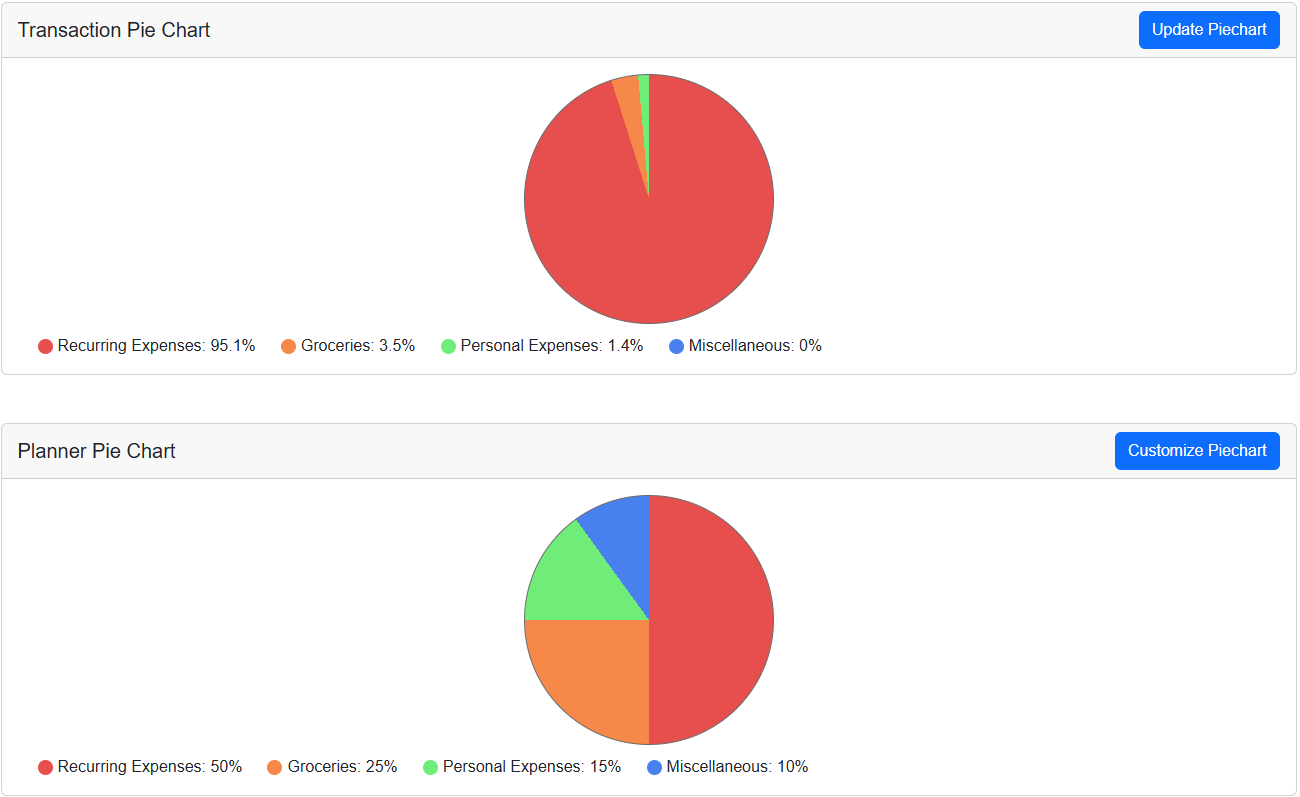 Transaction Pie Chart
Update Piechart
Recurring Expenses: 95.1% Groceries: 3.5% Personal Expenses: 1.4% Miscellaneous: 0%
Planner Pie Chart
Customize Piechart
Recurring Expenses: 50% Groceries: 25% Personal Expenses: 15% Miscellaneous: 10%